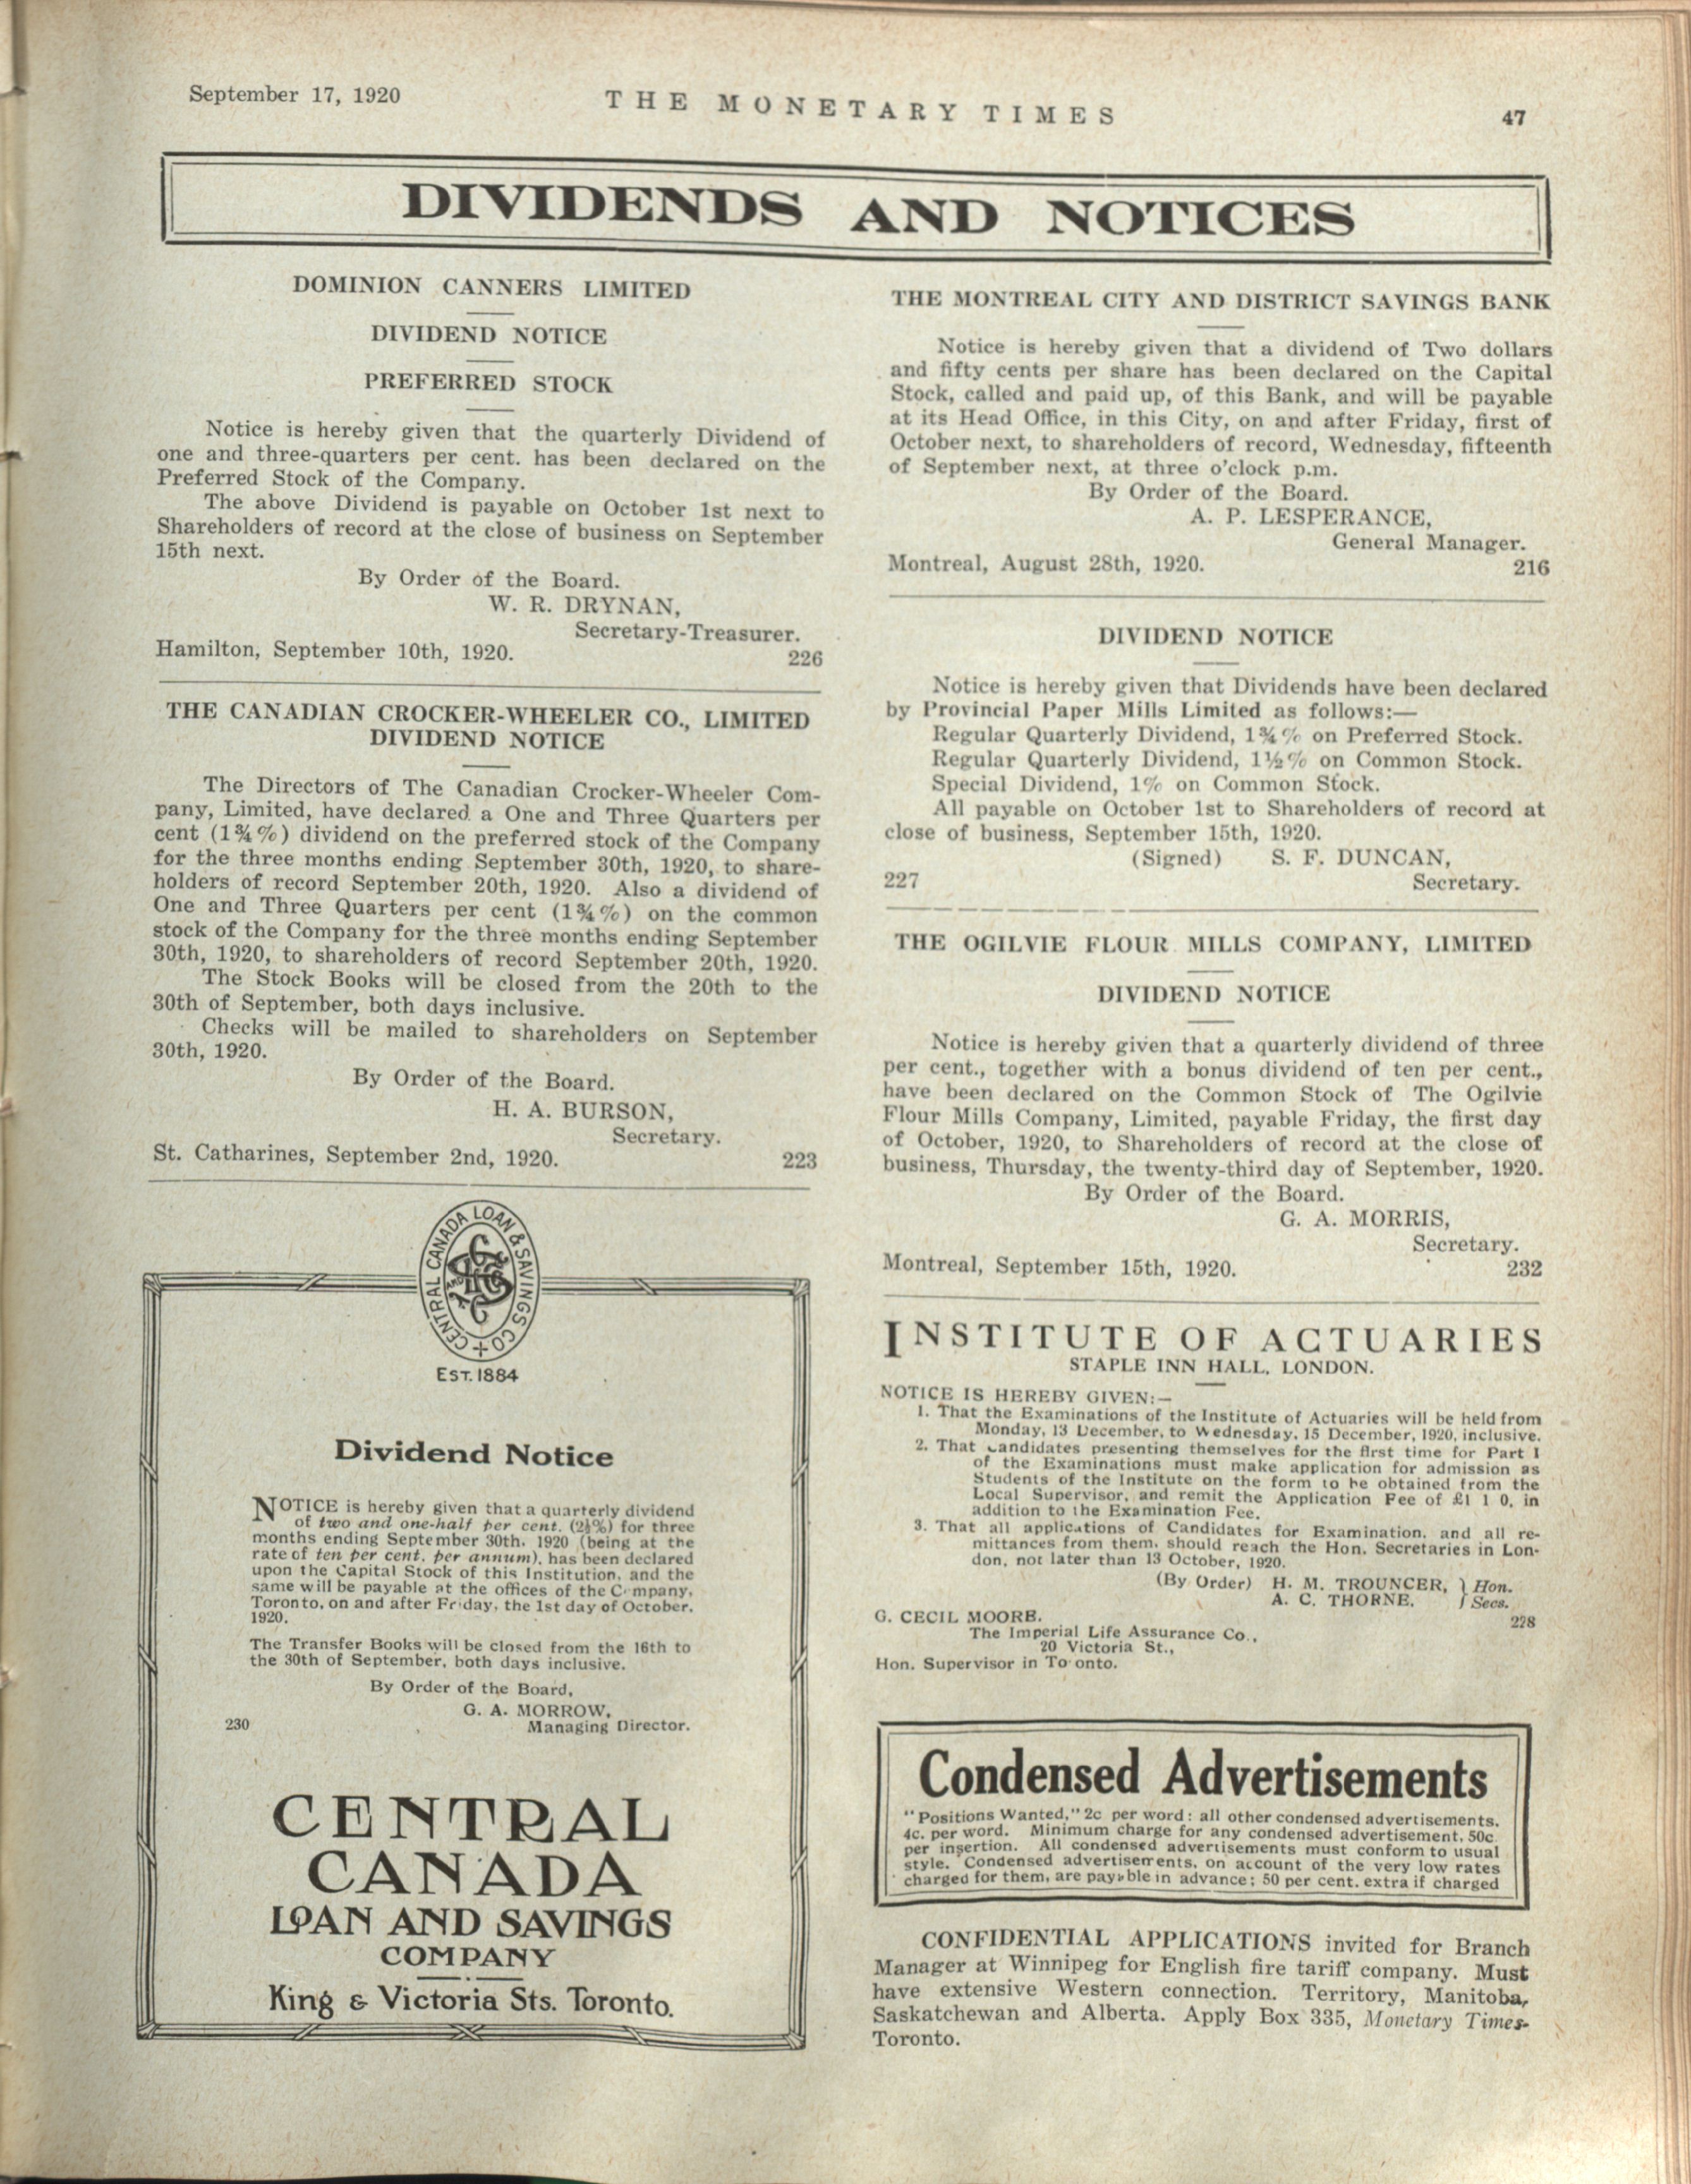 September 17, 1920
THE MONETARY TIMES
47
DIVIDENDS AND NOTICES
DOMINION CANNERS LIMITED
DIVIDEND NOTICE
PREFERRED STOCK
Notice is hereby given that the quarterly Dividend of
one and three-quarters per cent. has been declared on the
Preferred Stock of the Company.
The above Dividend is payable on October 1st next to
Shareholders of record at the close of business on September
15th next.
By Order of the Board.
W. R. DRYNAN,
Secretary-Treasurer.
Hamilton, September 10th, 1920.
226
THE CANADIAN CROCKER-WHEELER CO., LIMITED
DIVIDEND NOTICE
The Directors of The Canadian Crocker-Wheeler Com-
pany, Limited, have declared a One and Three Quarters per
cent (1¾%) dividend on the preferred stock of the Company
for the three months ending September 30th, 1920, to share-
holders of record September 20th, 1920. Also a dividend of
One and Three Quarters per cent (1¾%) on the common
stock of the Company for the three months ending September
30th, 1920, to shareholders of record September 20th, 1920.
The Stock Books will be closed from the 20th to the
30th of September, both days inclusive.
Checks will be mailed to shareholders on September
30th, 1920.
By Order of the Board.
H. A. BURSON,
Secretary.
St. Catharines, September 2nd, 1920.
223
CENTRAL CANADA LOAN & SAVINGS CO
EST. 1884
Dividend Notice
NOTICE is hereby given that a quarterly dividend
of two and one-half per cent. (2½%) for three
months ending September 30th, 1920 (being at the
rate of ten per cent. per annum), has been declared
upon the Capital Stock of this Institution, and the
same will be payable at the offices of the C mpany,
Toronto, on and after Friday, the 1st day of October,
1920.
The Transfer Books will be closed from the 16th to
the 30th of September, both days inclusive.
By Order of the Board,
G. A. MORROW,
230
Managing Director.
CENTRAL
CANADA
LOAN AND SAVINGS
COMPANY
King & Victoria Sts. Toronto.
THE MONTREAL CITY AND DISTRICT SAVINGS BANK
Notice is hereby given that a dividend of Two dollars
and fifty cents per share has been declared on the Capital
Stock, called and paid up, of this Bank, and will be payable
at its Head Office, in this City, on and after Friday, first of
October next, to shareholders of record, Wednesday, fifteenth
of September next, at three o'clock p.m.
By Order of the Board.
A. P. LESPERANCE,
General Manager.
Montreal, August 28th, 1920.
216
DIVIDEND NOTICE
Notice is hereby given that Dividends have been declared
by Provincial Paper Mills Limited as follows:—
Regular Quarterly Dividend, 1¾% on Preferred Stock.
Regular Quarterly Dividend, 1½% on Common Stock.
Special Dividend, 1% on Common Stock.
All payable on October 1st to Shareholders of record at
close of business, September 15th, 1920.
(Signed) S. F. DUNCAN,
227
Secretary.
THE OGILVIE FLOUR MILLS COMPANY, LIMITED
DIVIDEND NOTICE
Notice is hereby given that a quarterly dividend of three
per cent., together with a bonus dividend of ten per cent.,
have been declared on the Common Stock of The Ogilvie
Flour Mills Company, Limited, payable Friday, the first day
of October, 1920, to Shareholders of record at the close of
business, Thursday, the twenty-third day of September, 1920.
By Order of the Board.
G. A. MORRIS,
Secretary.
Montreal, September 15th, 1920.
232
INSTITUTE OF ACTUARIES
STAPLE INN HALL, LONDON.
NOTICE IS HEREBY GIVEN:—
1. That the Examinations of the Institute of Actuaries will be held from
Monday, 13 December, to Wednesday, 15 December, 1920, inclusive.
2. That Candidates presenting themselves for the first time for Part I
of the Examinations must make application for admission as
Students of the Institute on the form to be obtained from the
Local Supervisor, and remit the Application Fee of £1 1 0, in
addition to the Examination Fee.
3. That all applications of Candidates for Examination, and all re-
mittances from them, should reach the Hon. Secretaries in Lon-
don, not later than 13 October, 1920.
(By Order) H. M. TROUNCER, } Hon.
A. C. THORNE, } Secs.
G. CECIL MOORE,
228
The Imperial Life Assurance Co.,
20 Victoria St.,
Hon. Supervisor in To onto.
Condensed Advertisements
"Positions Wanted," 2c per word: all other condensed advertisements,
4c. per word. Minimum charge for any condensed advertisement, 50c
per insertion. All condensed advertisements must conform to usual
style. Condensed advertisements, on account of the very low rates
charged for them, are payable in advance; 50 per cent. extra if charged
CONFIDENTIAL APPLICATIONS invited for Branch
Manager at Winnipeg for English fire tariff company. Must
have extensive Western connection. Territory, Manitoba,
Saskatchewan and Alberta. Apply Box 335, Monetary Times-
Toronto.